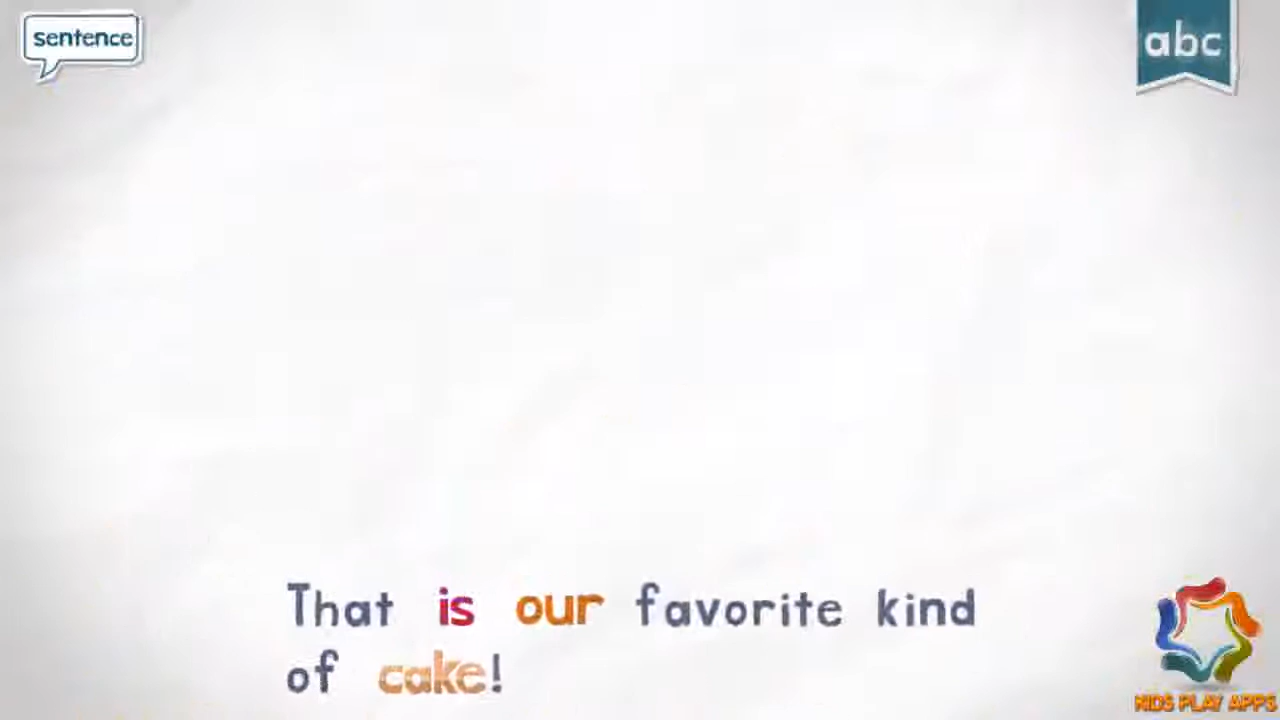 sentence
abc
That is our favorite kind
of cake!
KIDS PLAY APPS